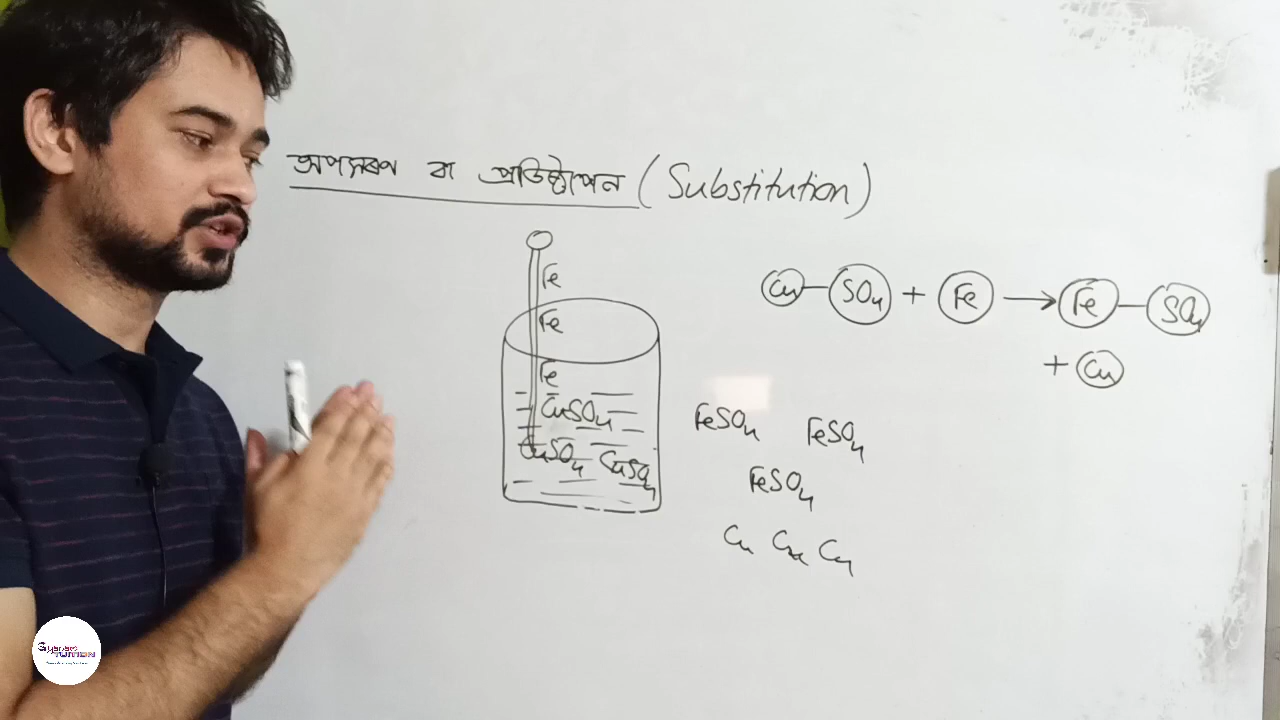 অপসারণ বা প্রতিষ্ঠাপন (Substitution)
Fe
Fe
Fe
CuSO4
CuSO4 CuSO4
Cu — SO4 + Fe → Fe — SO4
+ Cu
FeSO4 FeSO4
FeSO4
Cu Cu Cu
TUITION